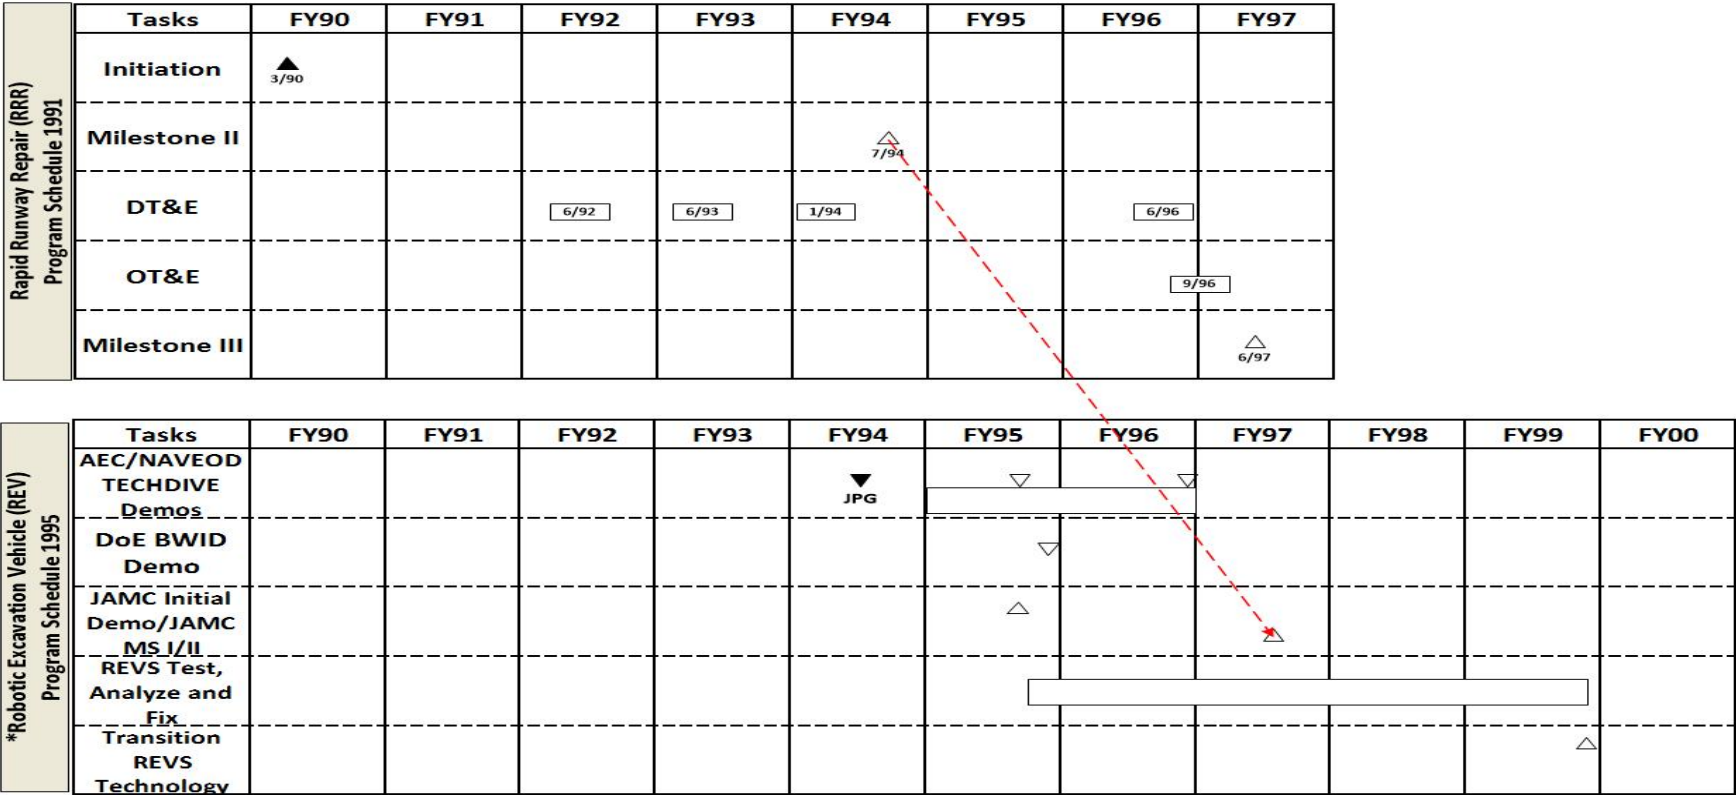 Rapid Runway Repair (RRR)
Program Schedule 1991
Tasks FY90 FY91 FY92 FY93 FY94 FY95 FY96 FY97
Initiation
3/90
Milestone II
7/94
DT&E
6/92 6/93 1/94 6/96
OT&E
9/96
Milestone III
6/97
*Robotic Excavation Vehicle (REV)
Program Schedule 1995
Tasks FY90 FY91 FY92 FY93 FY94 FY95 FY96 FY97 FY98 FY99 FY00
AEC/NAVEOD
TECHDIVE
Demos
JPG
DoE BWID
Demo
JAMC Initial
Demo/JAMC
MS I/II
REVS Test,
Analyze and
Fix
Transition
REVS
Technology